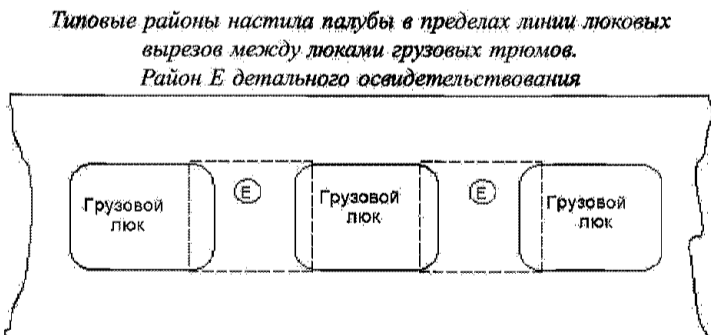 Типовые районы настила палубы в пределах линии люковых
вырезов между люками грузовых трюмов.
Район Е детального освидетельствования
Грузовой
люк
Е
Грузовой
люк
Е
Грузовой
люк